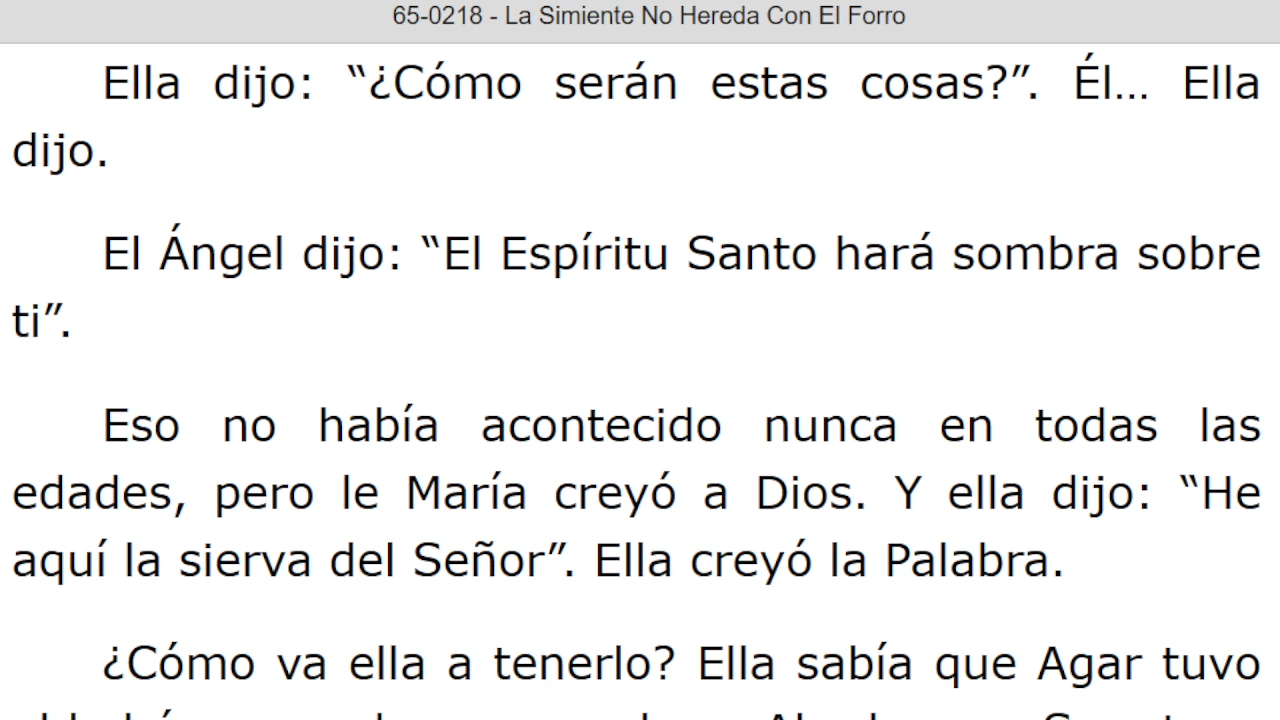 65-0218 - La Simiente No Hereda Con El Forro
Ella dijo: “¿Cómo serán estas cosas?”. Él... Ella
dijo.
El Ángel dijo: “El Espíritu Santo hará sombra sobre
ti”.
Eso no había acontecido nunca en todas las
edades, pero le María creyó a Dios. Y ella dijo: “He
aquí la sierva del Señor”. Ella creyó la Palabra.
¿Cómo va ella a tenerlo? Ella sabía que Agar tuvo